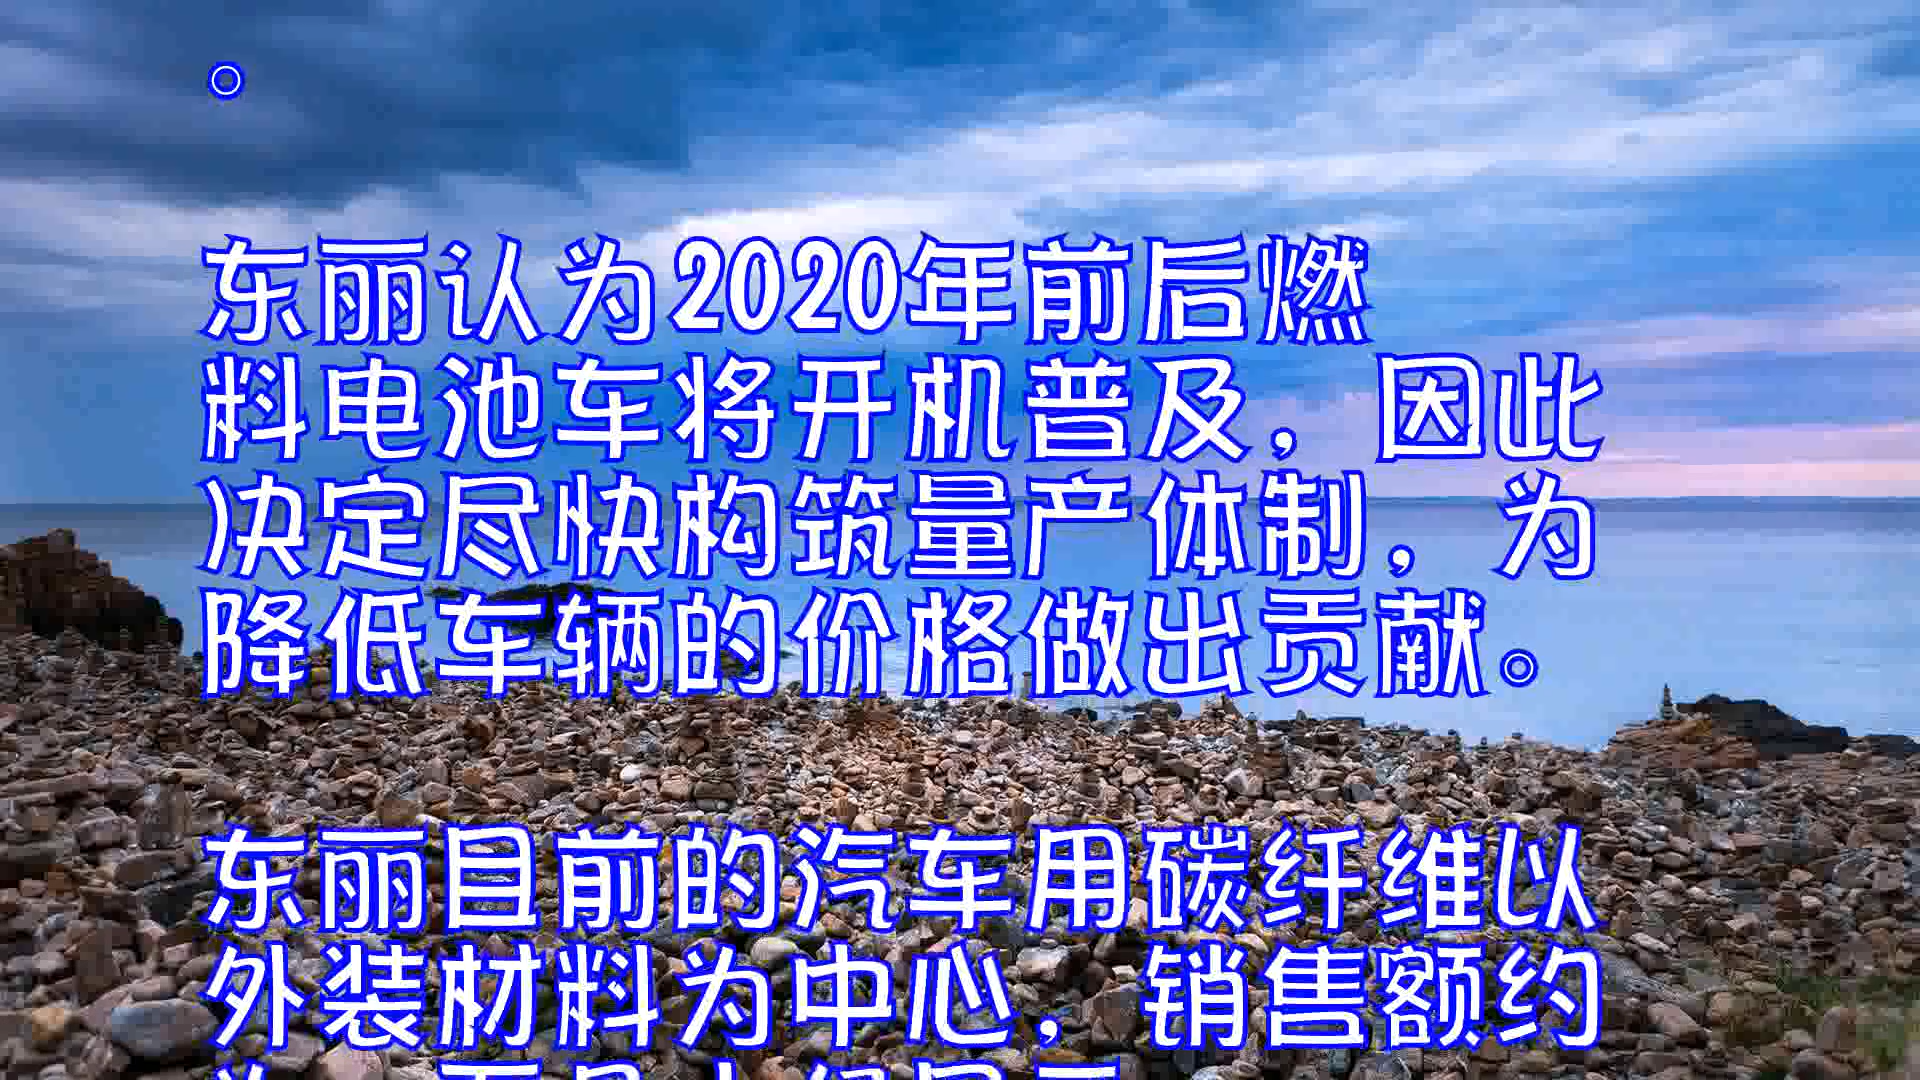 。
东丽认为2020年前后燃
料电池车将开机普及，因此
决定尽快构筑量产体制，为
降低车辆的价格做出贡献。
东丽目前的汽车用碳纤维以
外装材料为中心，销售额约